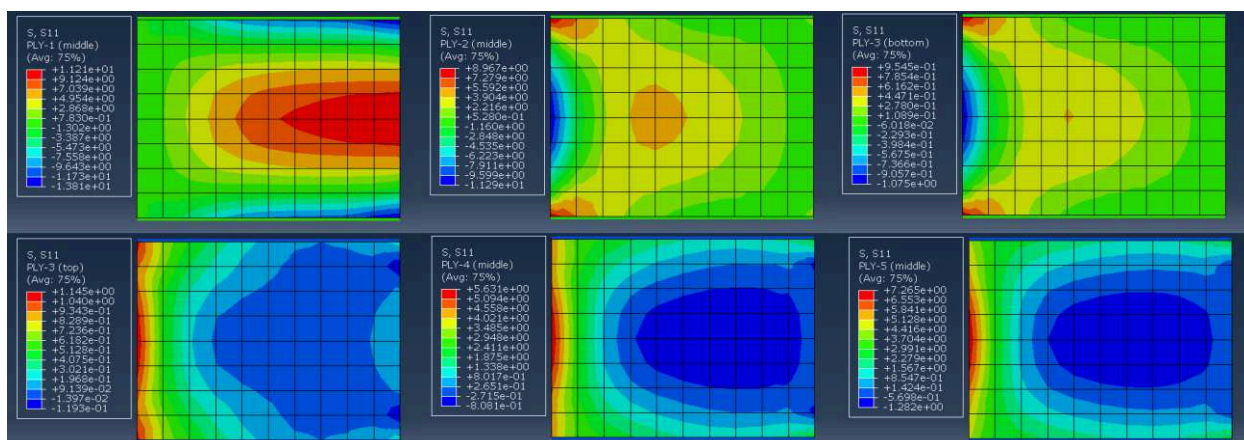 S, S11
PLY-1 (middle)
(Avg: 75%)
+1.121e+01
+9.124e+00
+7.039e+00
+4.954e+00
+2.868e+00
+7.830e-01
-1.302e+00
-3.387e+00
-5.473e+00
-7.558e+00
-9.643e+00
-1.173e+01
-1.381e+01
S, S11
PLY-2 (middle)
(Avg: 75%)
+8.967e+00
+7.279e+00
+5.592e+00
+3.904e+00
+2.216e+00
+5.280e-01
-1.160e+00
-2.848e+00
-4.535e+00
-6.223e+00
-7.911e+00
-9.599e+00
-1.129e+01
S, S11
PLY-3 (bottom)
(Avg: 75%)
+9.545e-01
+7.854e-01
+6.162e-01
+4.471e-01
+2.780e-01
+1.089e-01
-6.018e-02
-2.293e-01
-3.984e-01
-5.675e-01
-7.366e-01
-9.057e-01
-1.075e+00
S, S11
PLY-3 (top)
(Avg: 75%)
+1.145e+00
+1.040e+00
+9.343e-01
+8.289e-01
+7.236e-01
+6.182e-01
+5.128e-01
+4.075e-01
+3.021e-01
+1.968e-01
+9.139e-02
-1.397e-02
-1.193e-01
S, S11
PLY-4 (middle)
(Avg: 75%)
+5.631e+00
+5.094e+00
+4.558e+00
+4.021e+00
+3.485e+00
+2.948e+00
+2.411e+00
+1.875e+00
+1.338e+00
+8.017e-01
+2.651e-01
-2.715e-01
-8.081e-01
S, S11
PLY-5 (middle)
(Avg: 75%)
+7.265e+00
+6.553e+00
+5.841e+00
+5.128e+00
+4.416e+00
+3.704e+00
+2.991e+00
+2.279e+00
+1.567e+00
+8.547e-01
+1.424e-01
-5.698e-01
-1.282e+00